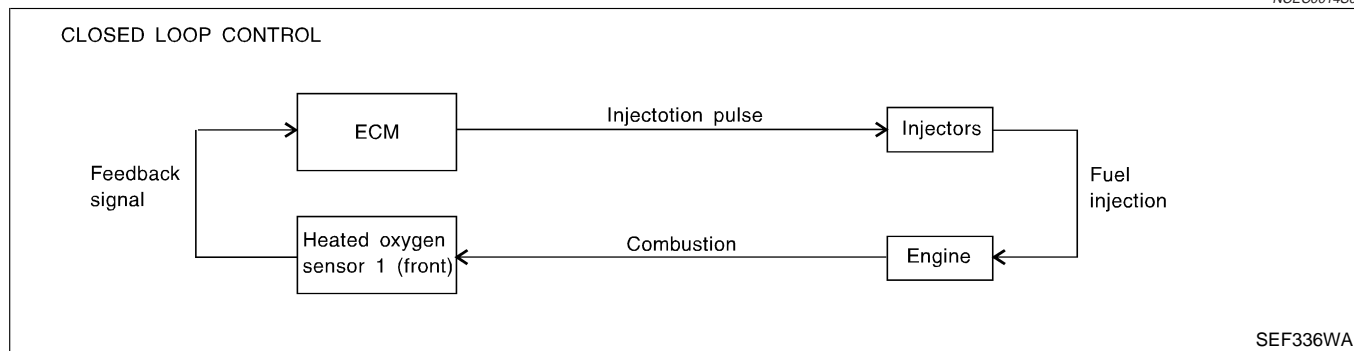 CLOSED LOOP CONTROL
ECM
Injectotion pulse
Injectors
Feedback
signal
Fuel
injection
Heated oxygen
sensor 1 (front)
Combustion
Engine
SEF336WA